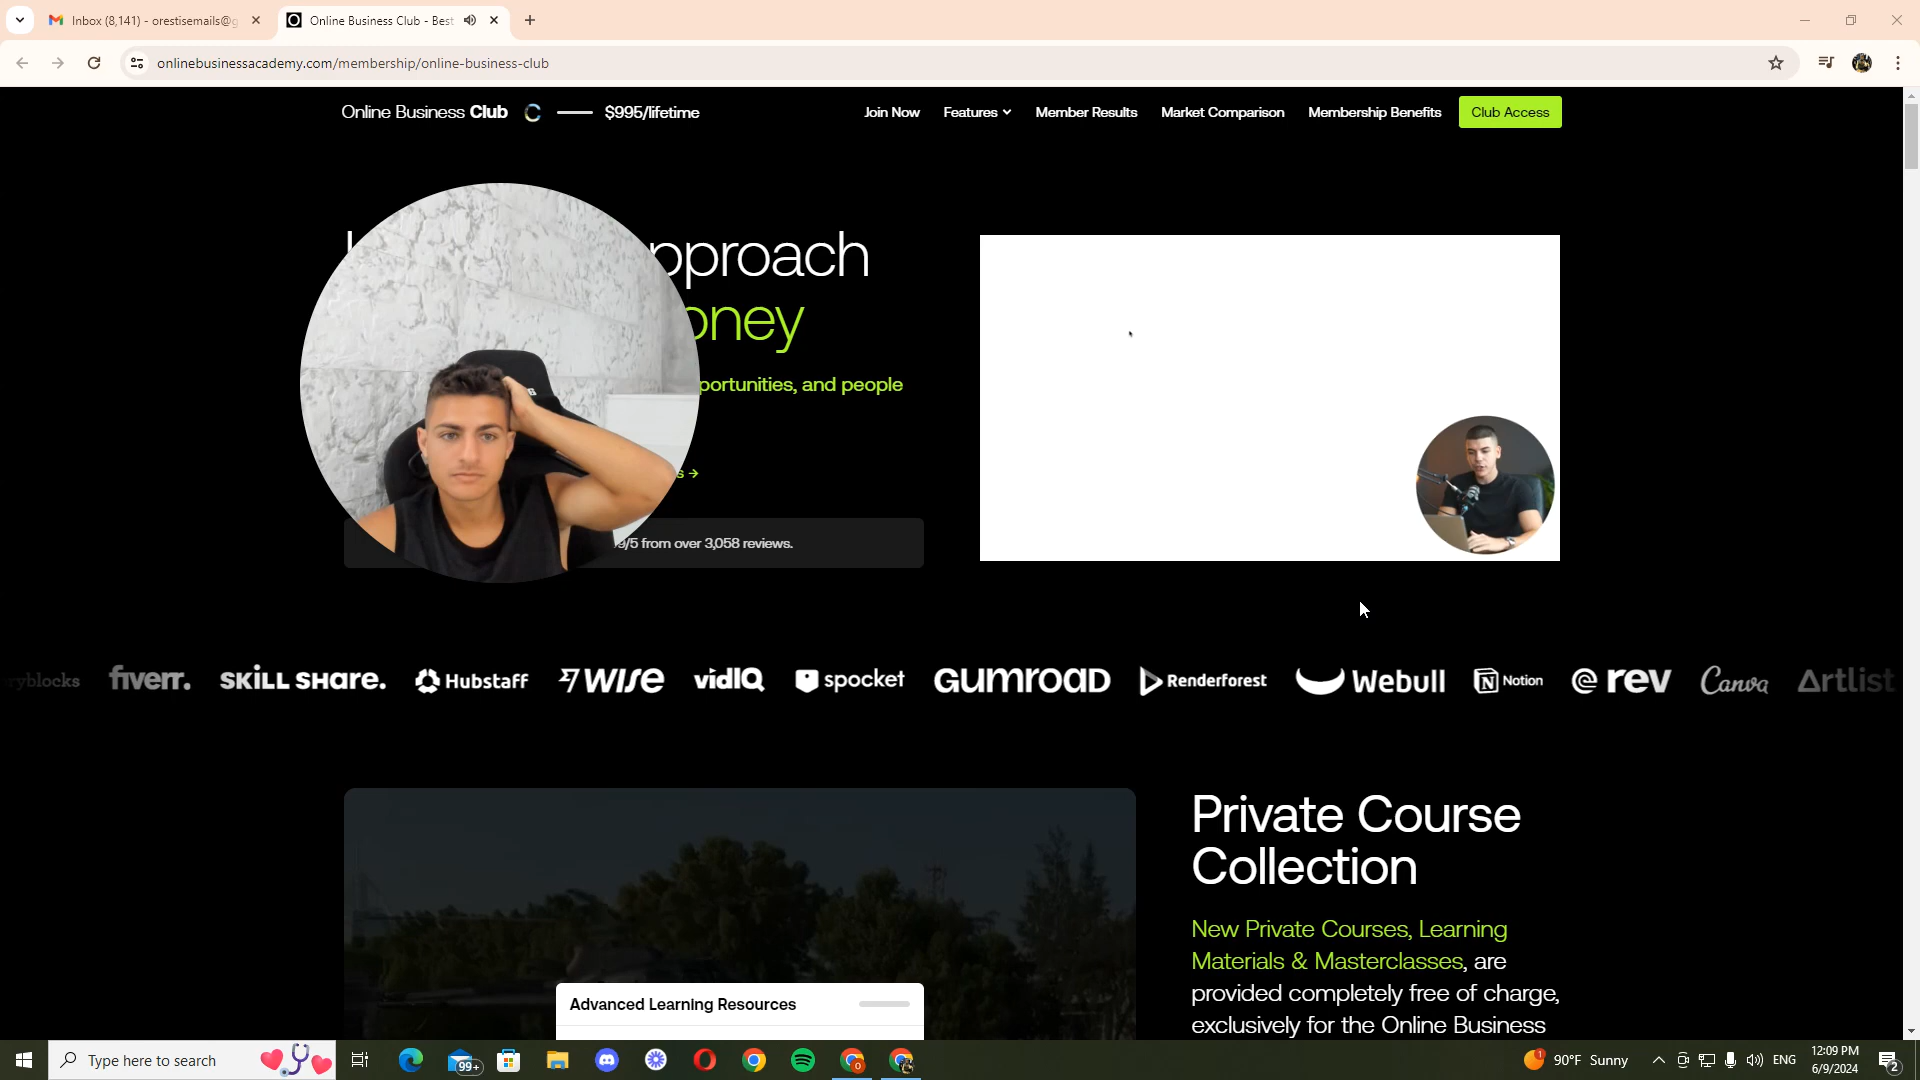 Inbox (8,141) - orestisemails@g
Online Business Club - Best
onlinebusinessacademy.com/membership/online-business-club
Online Business Club $995/lifetime
Join Now Features Member Results Market Comparison Membership Benefits Club Access
pproach
oney
portunities, and people
s →
9/5 from over 3,058 reviews.
ryblocks fiverr. SKILL SHARE. Hubstaff WISE vidIQ spocket GUMROAD Renderforest Webull Notion rev Canva Artlist
Private Course
Collection
New Private Courses, Learning
Materials & Masterclasses, are
provided completely free of charge,
exclusively for the Online Business
Advanced Learning Resources
Type here to search
99+
90°F Sunny
ENG
12:09 PM
6/9/2024
2